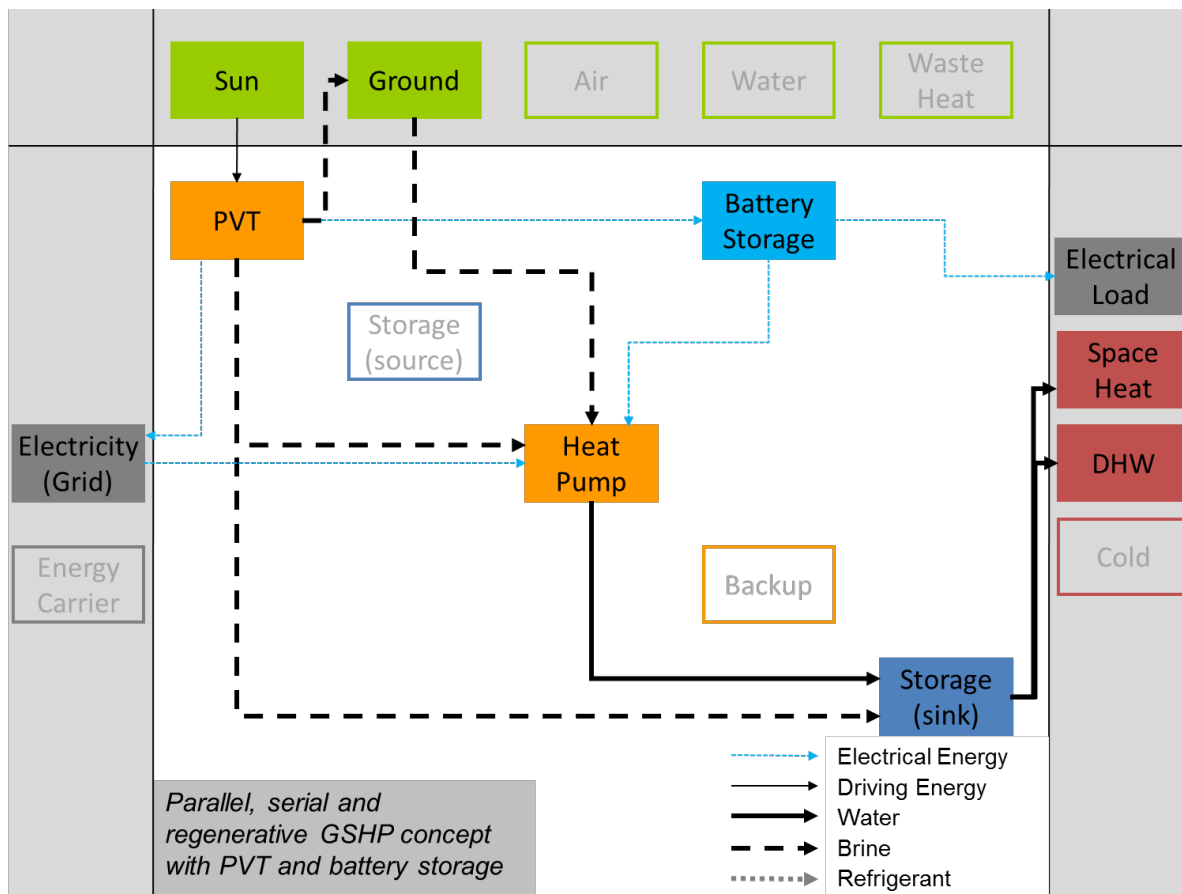 Sun
Ground
Air
Water
Waste
Heat
PVT
Battery
Storage
Electrical
Load
Storage
(source)
Space
Heat
Electricity
(Grid)
Heat
Pump
DHW
Energy
Carrier
Backup
Cold
Storage
(sink)
Electrical Energy
Driving Energy
Water
Brine
Refrigerant
Parallel, serial and
regenerative GSHP concept
with PVT and battery storage